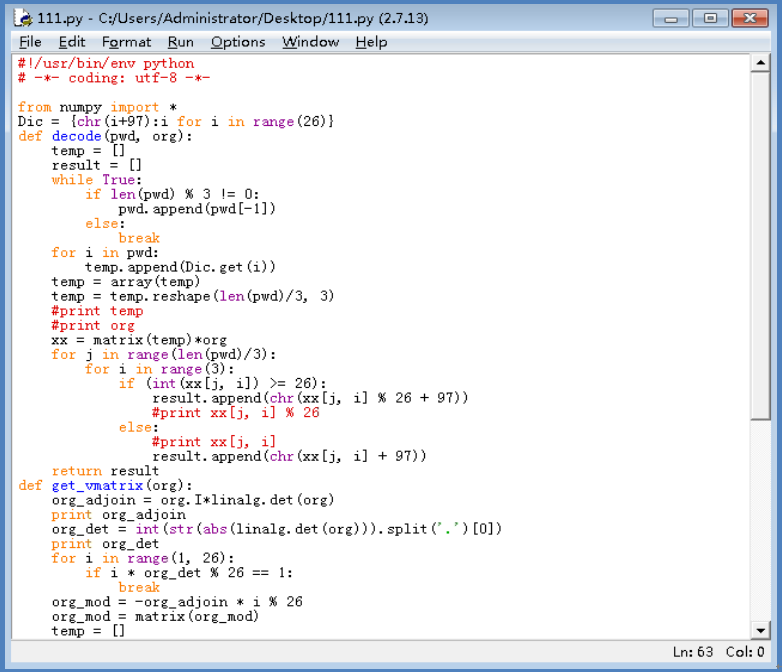 111.py - C:/Users/Administrator/Desktop/111.py (2.7.13)
File Edit Format Run Options Window Help
#!/usr/bin/env python
# -*- coding: utf-8 -*-

from numpy import *
Dic = {chr(i+97):i for i in range(26)}
def decode(pwd, org):
    temp = []
    result = []
    while True:
        if len(pwd) % 3 != 0:
            pwd.append(pwd[-1])
        else:
            break
    for i in pwd:
        temp.append(Dic.get(i))
    temp = array(temp)
    temp = temp.reshape(len(pwd)/3, 3)
    #print temp
    #print org
    xx = matrix(temp)*org
    for j in range(len(pwd)/3):
        for i in range(3):
            if (int(xx[j, i]) >= 26):
                result.append(chr(xx[j, i] % 26 + 97))
                #print xx[j, i] % 26
            else:
                #print xx[j, i]
                result.append(chr(xx[j, i] + 97))
    return result
def get_vmatrix(org):
    org_adjoin = org.I*linalg.det(org)
    print org_adjoin
    org_det = int(str(abs(linalg.det(org))).split('.')[0])
    print org_det
    for i in range(1, 26):
        if i * org_det % 26 == 1:
            break
    org_mod = -org_adjoin * i % 26
    org_mod = matrix(org_mod)
    temp = []
Ln: 63 Col: 0